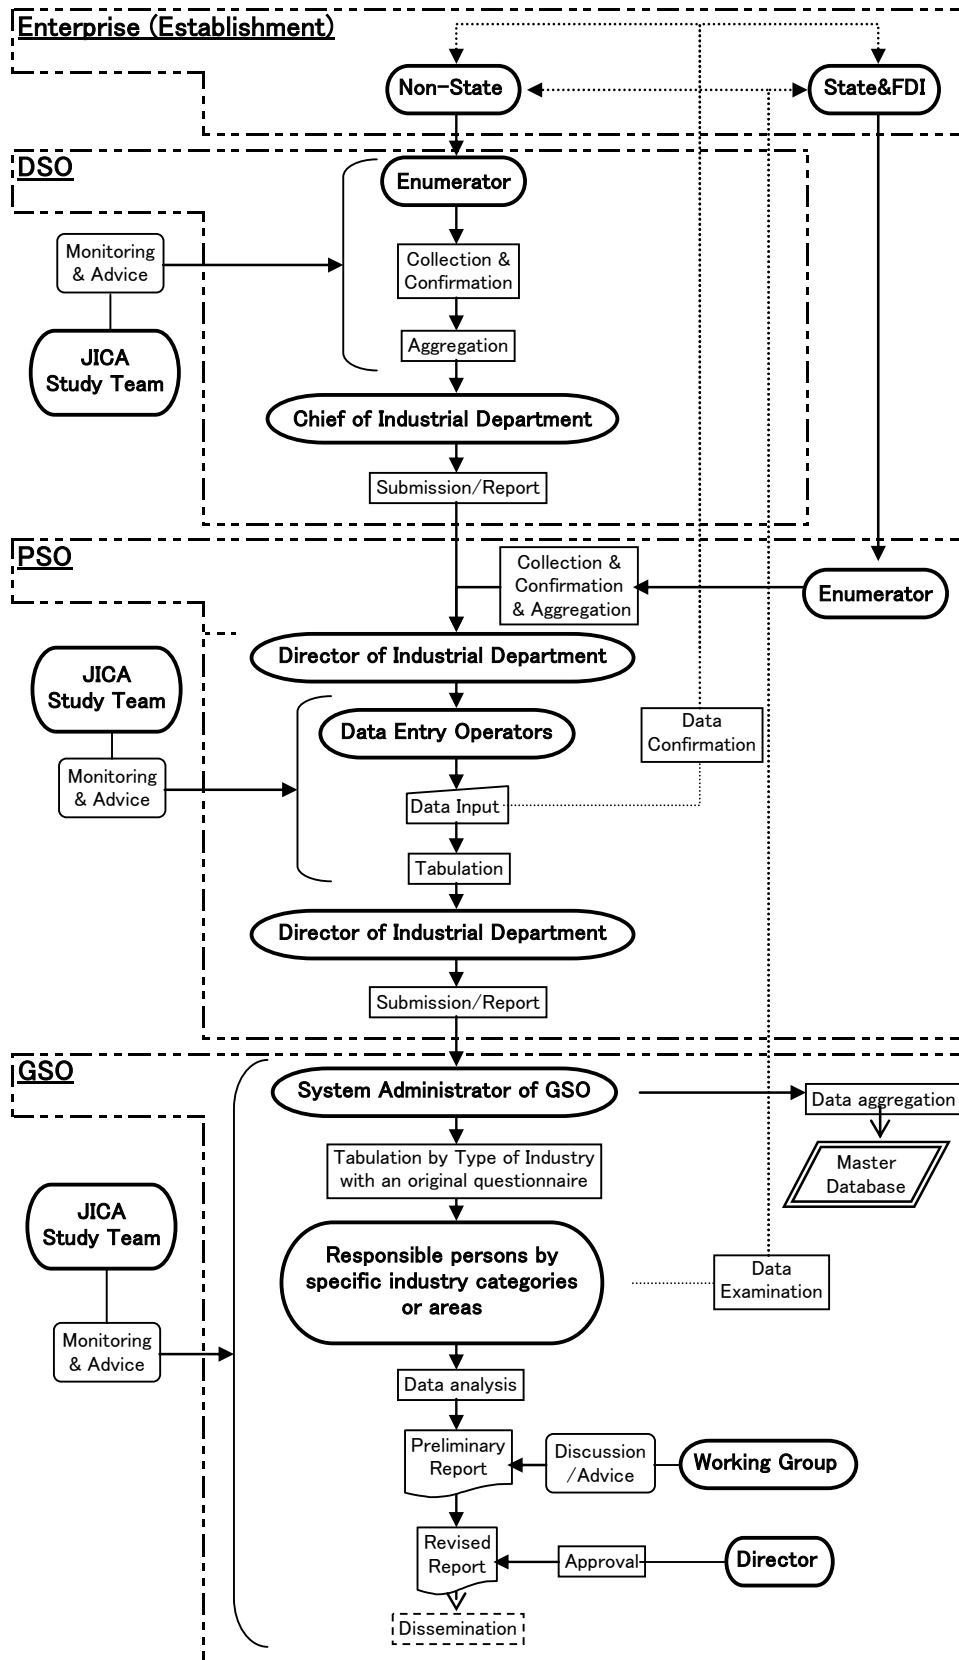 Enterprise (Establishment)
Non-State
State&FDI
DSO
Enumerator
Monitoring
& Advice
Collection &
Confirmation
JICA
Study Team
Aggregation
Chief of Industrial Department
Submission/Report
PSO
Collection &
Confirmation
& Aggregation
Enumerator
Director of Industrial Department
JICA
Study Team
Data Entry Operators
Data
Confirmation
Monitoring
& Advice
Data Input
Tabulation
Director of Industrial Department
Submission/Report
GSO
System Administrator of GSO
Data aggregation
Tabulation by Type of Industry
with an original questionnaire
Master
Database
JICA
Study Team
Responsible persons by
specific industry categories
or areas
Data
Examination
Monitoring
& Advice
Data analysis
Preliminary
Report
Discussion
/Advice
Working Group
Revised
Report
Approval
Director
Dissemination